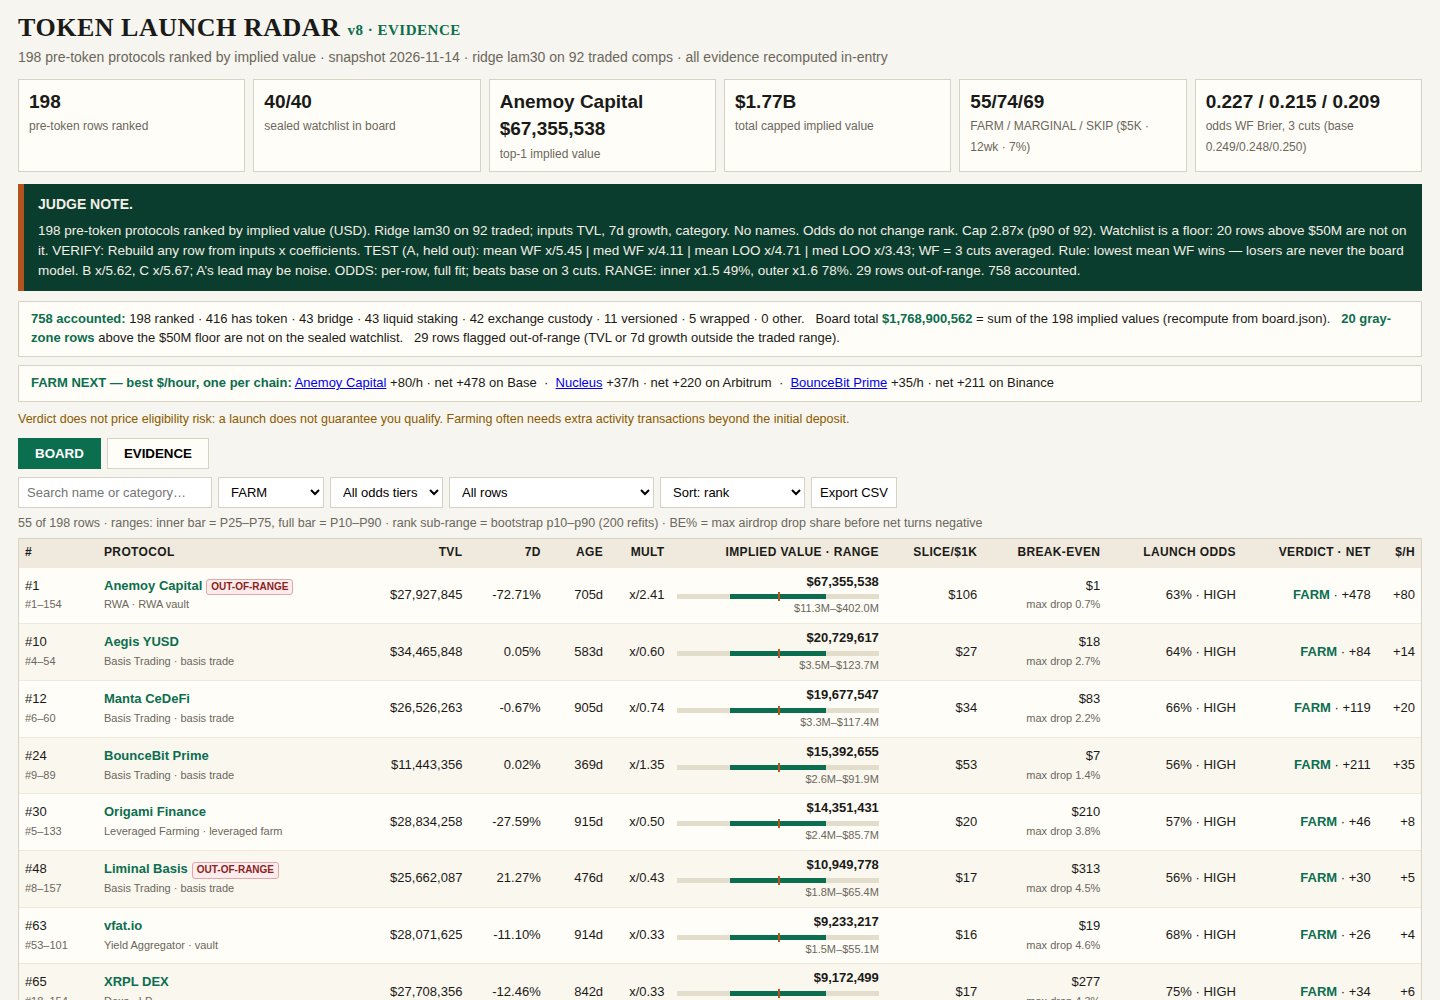 TOKEN LAUNCH RADAR v8 · EVIDENCE
198 pre-token protocols ranked by implied value · snapshot 2026-11-14 · ridge lam30 on 92 traded comps · all evidence recomputed in-entry
198
pre-token rows ranked
40/40
sealed watchlist in board
Anemoy Capital
$67,355,538
top-1 implied value
$1.77B
total capped implied value
55/74/69
FARM / MARGINAL / SKIP ($5K ·
12wk · 7%)
0.227 / 0.215 / 0.209
odds WF Brier, 3 cuts (base
0.249/0.248/0.250)
JUDGE NOTE.
198 pre-token protocols ranked by implied value (USD). Ridge lam30 on 92 traded; inputs TVL, 7d growth, category. No names. Odds do not change rank. Cap 2.87x (p90 of 92). Watchlist is a floor: 20 rows above $50M are not on
it. VERIFY: Rebuild any row from inputs x coefficients. TEST (A, held out): mean WF x/5.45 | med WF x/4.11 | mean LOO x/4.71 | med LOO x/3.43; WF = 3 cuts averaged. Rule: lowest mean WF wins — losers are never the board
model. B x/5.62, C x/5.67; A's lead may be noise. ODDS: per-row, full fit; beats base on 3 cuts. RANGE: inner x1.5 49%, outer x1.6 78%. 29 rows out-of-range. 758 accounted.
758 accounted: 198 ranked · 416 has token · 43 bridge · 43 liquid staking · 42 exchange custody · 11 versioned · 5 wrapped · 0 other. Board total $1,768,900,562 = sum of the 198 implied values (recompute from board.json). 20 gray-
zone rows above the $50M floor are not on the sealed watchlist. 29 rows flagged out-of-range (TVL or 7d growth outside the traded range).
FARM NEXT — best $/hour, one per chain: Anemoy Capital +80/h · net +478 on Base · Nucleus +37/h · net +220 on Arbitrum · BounceBit Prime +35/h · net +211 on Binance
Verdict does not price eligibility risk: a launch does not guarantee you qualify. Farming often needs extra activity transactions beyond the initial deposit.
BOARD EVIDENCE
Search name or category… FARM All odds tiers All rows Sort: rank Export CSV
55 of 198 rows · ranges: inner bar = P25–P75, full bar = P10–P90 · rank sub-range = bootstrap p10–p90 (200 refits) · BE% = max airdrop drop share before net turns negative
# PROTOCOL TVL 7D AGE MULT IMPLIED VALUE · RANGE SLICE/$1K BREAK-EVEN LAUNCH ODDS VERDICT · NET $/H
#1 Anemoy Capital OUT-OF-RANGE $27,927,845 -72.71% 705d x/2.41 $67,355,538 $106 $1 63% · HIGH FARM · +478 +80
#1–154 RWA · RWA vault $11.3M–$402.0M max drop 0.7%
#10 Aegis YUSD $34,465,848 0.05% 583d x/0.60 $20,729,617 $27 $18 64% · HIGH FARM · +84 +14
#4–54 Basis Trading · basis trade $3.5M–$123.7M max drop 2.7%
#12 Manta CeDeFi $26,526,263 -0.67% 905d x/0.74 $19,677,547 $34 $83 66% · HIGH FARM · +119 +20
#6–60 Basis Trading · basis trade $3.3M–$117.4M max drop 2.2%
#24 BounceBit Prime $11,443,356 0.02% 369d x/1.35 $15,392,655 $53 $7 56% · HIGH FARM · +211 +35
#9–89 Basis Trading · basis trade $2.6M–$91.9M max drop 1.4%
#30 Origami Finance $28,834,258 -27.59% 915d x/0.50 $14,351,431 $20 $210 57% · HIGH FARM · +46 +8
#5–133 Leveraged Farming · leveraged farm $2.4M–$85.7M max drop 3.8%
#48 Liminal Basis OUT-OF-RANGE $25,662,087 21.27% 476d x/0.43 $10,949,778 $17 $313 56% · HIGH FARM · +30 +5
#8–157 Basis Trading · basis trade $1.8M–$65.4M max drop 4.5%
#63 vfat.io $28,071,625 -11.10% 914d x/0.33 $9,233,217 $16 $19 68% · HIGH FARM · +26 +4
#53–101 Yield Aggregator · vault $1.5M–$55.1M max drop 4.6%
#65 XRPL DEX $27,708,356 -12.46% 842d x/0.33 $9,172,499 $17 $277 75% · HIGH FARM · +34 +6